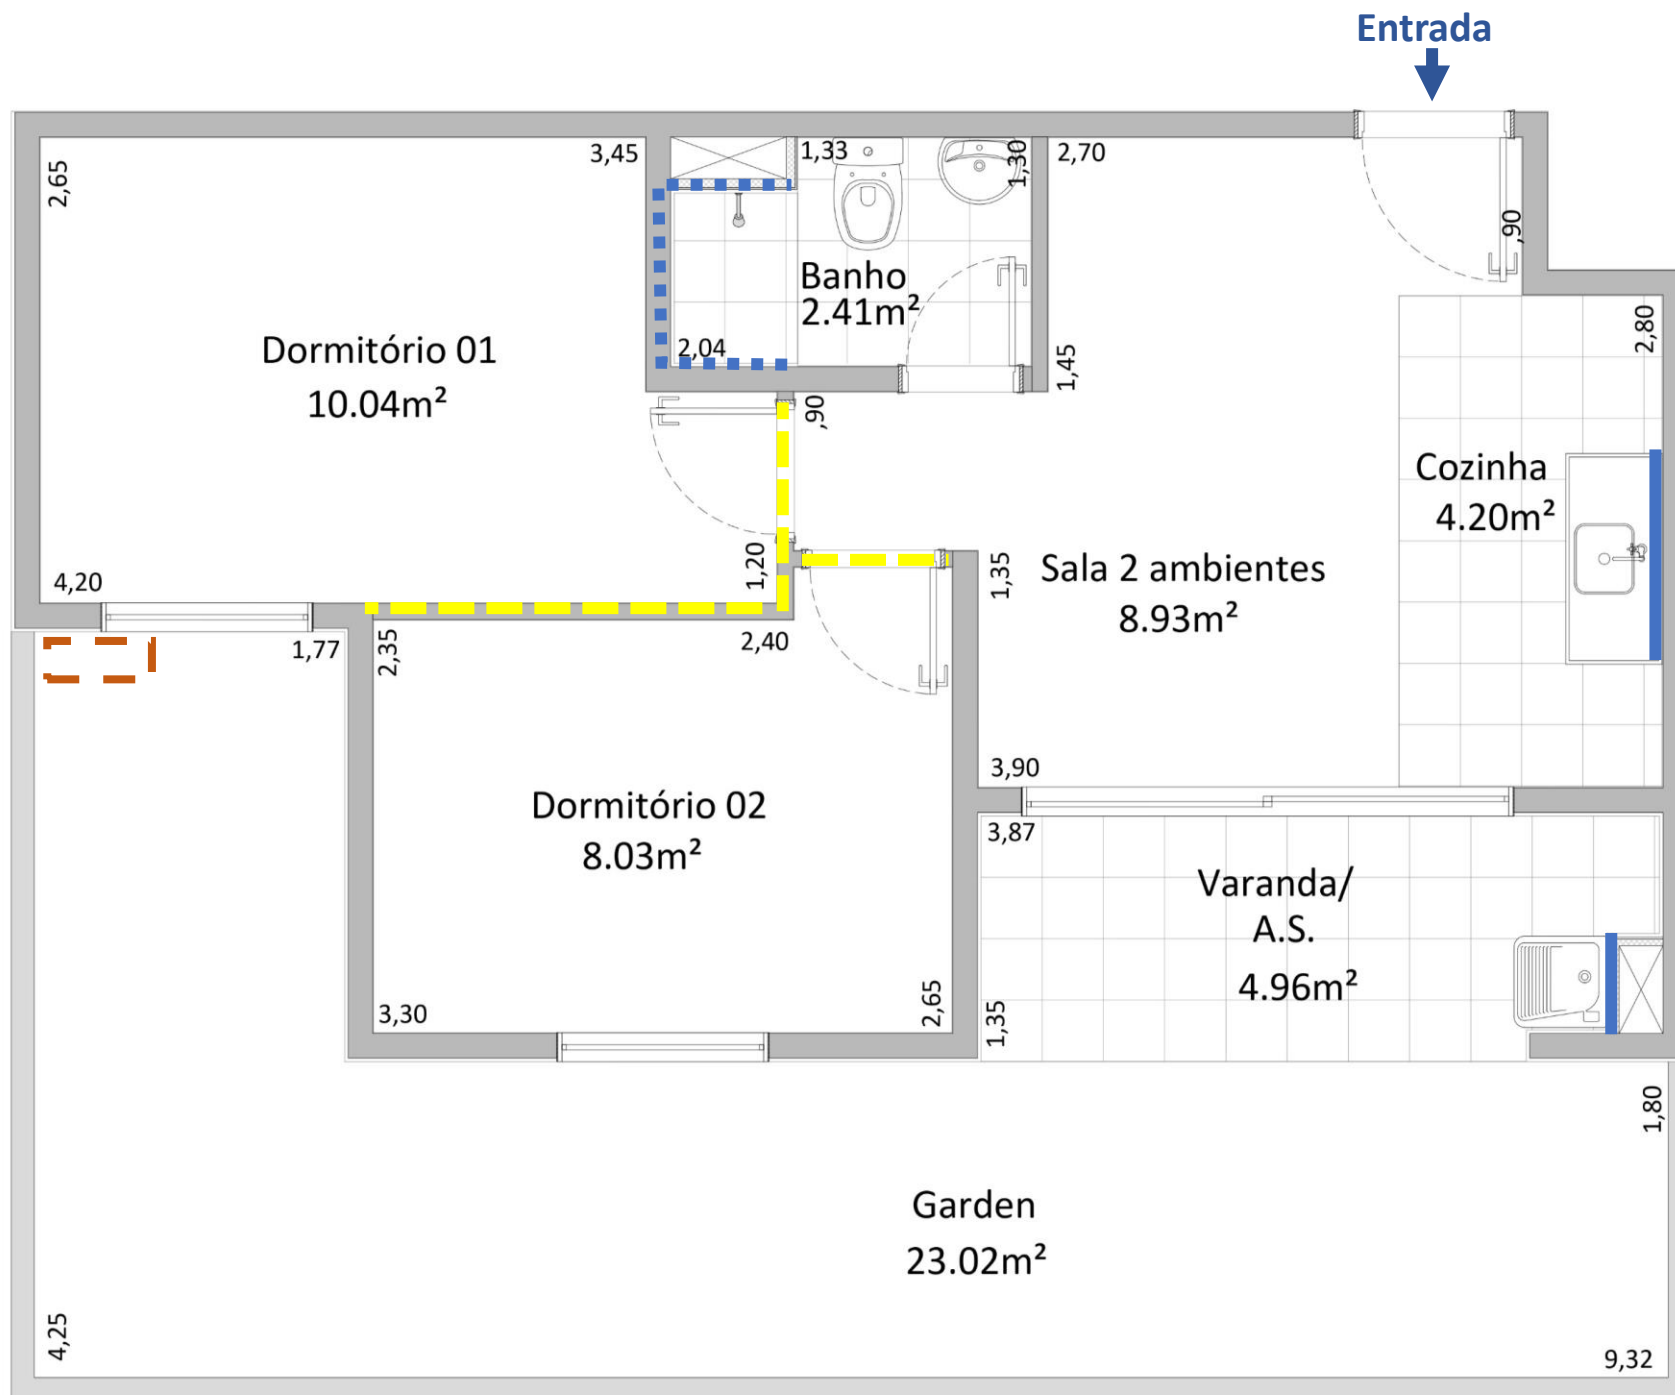 Entrada
2,65
3,45
1,33
1,30
2,70
,90
Banho
2.41m²
2,04
2,80
Dormitório 01
10.04m²
1,45
,90
Cozinha
4.20m²
4,20
1,20
1,35
Sala 2 ambientes
8.93m²
1,77
2,35
2,40
3,90
Dormitório 02
8.03m²
3,87
Varanda/
A.S.
4.96m²
3,30
2,65
1,35
1,80
Garden
23.02m²
4,25
9,32